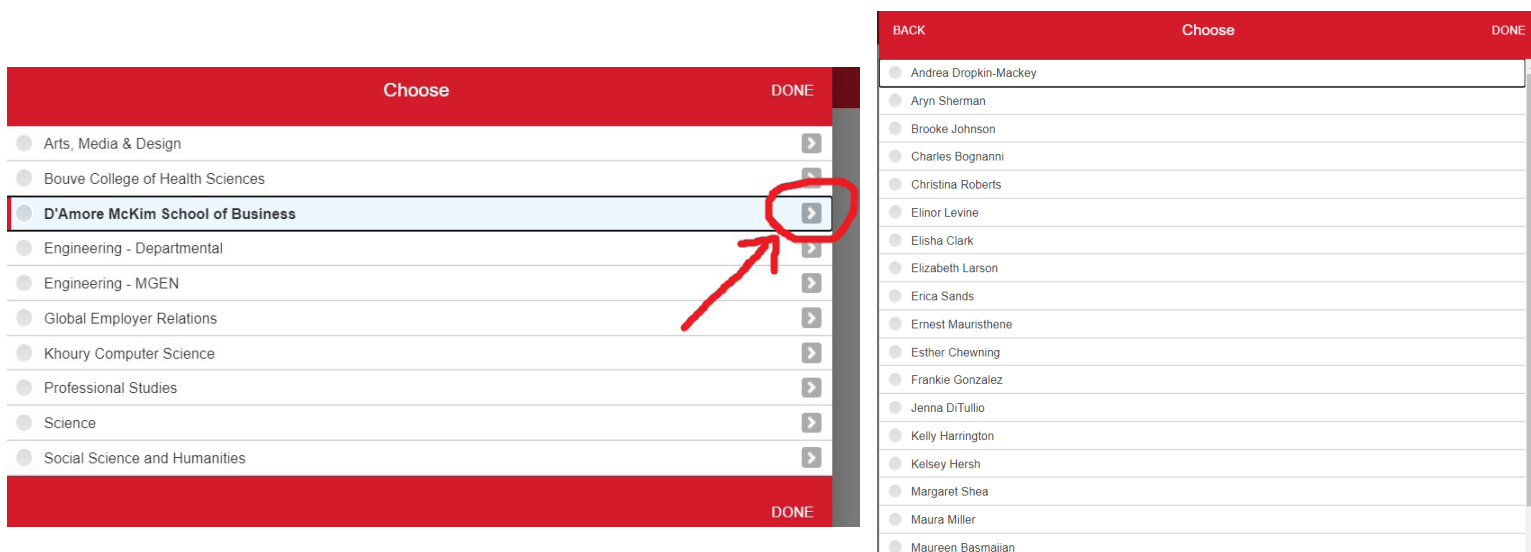 Choose
DONE
Arts, Media & Design
Bouve College of Health Sciences
D'Amore McKim School of Business
Engineering - Departmental
Engineering - MGEN
Global Employer Relations
Khoury Computer Science
Professional Studies
Science
Social Science and Humanities
DONE
BACK
Choose
DONE
Andrea Dropkin-Mackey
Aryn Sherman
Brooke Johnson
Charles Bognanni
Christina Roberts
Elinor Levine
Elisha Clark
Elizabeth Larson
Erica Sands
Ernest Mauristhene
Esther Chewning
Frankie Gonzalez
Jenna DiTullio
Kelly Harrington
Kelsey Hersh
Margaret Shea
Maura Miller
Maureen Basmajian